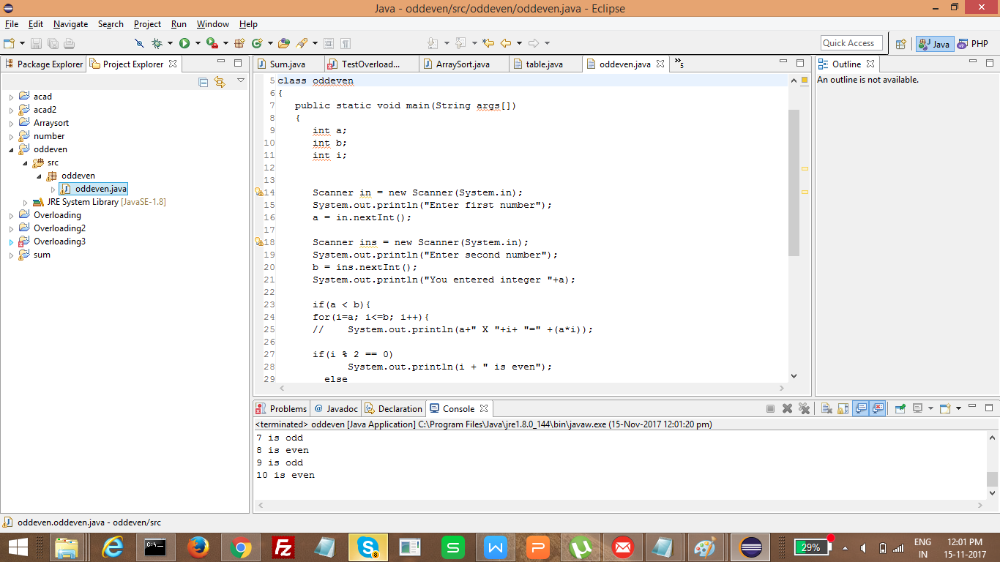 Java - oddeven/src/oddeven/oddeven.java - Eclipse
File Edit Navigate Search Project Run Window Help
Quick Access Java PHP
Package Explorer Project Explorer
acad
acad2
Arraysort
number
oddeven
src
oddeven
oddeven.java
JRE System Library [JavaSE-1.8]
Overloading
Overloading2
Overloading3
sum
Sum.java TestOverload... ArraySort.java table.java oddeven.java »5
5 class oddeven
6 {
7 public static void main(String args[])
8 {
9 int a;
10 int b;
11 int i;
12
13
14 Scanner in = new Scanner(System.in);
15 System.out.println("Enter first number");
16 a = in.nextInt();
17
18 Scanner ins = new Scanner(System.in);
19 System.out.println("Enter second number");
20 b = ins.nextInt();
21 System.out.println("You entered integer "+a);
22
23 if(a < b){
24 for(i=a; i<=b; i++){
25 // System.out.println(a+" X "+i+ "=" +(a*i));
26
27 if(i % 2 == 0)
28 System.out.println(i + " is even");
29 else
Outline
An outline is not available.
Problems @ Javadoc Declaration Console
<terminated> oddeven [Java Application] C:\Program Files\Java\jre1.8.0_144\bin\javaw.exe (15-Nov-2017 12:01:20 pm)
7 is odd
8 is even
9 is odd
10 is even
oddeven.oddeven.java - oddeven/src
C:\-
Fz
S
8
S
W
P
29%
ENG
IN
12:01 PM
15-11-2017